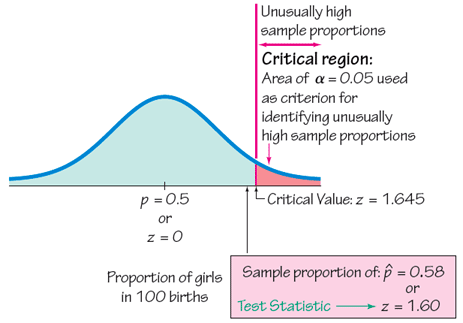 Unusually high
sample proportions
Critical region:
Area of α = 0.05 used
as criterion for
identifying unusually
high sample proportions
p = 0.5
or
z = 0
Critical Value: z = 1.645
Proportion of girls
in 100 births
Sample proportion of: p̂ = 0.58
or
Test Statistic z = 1.60